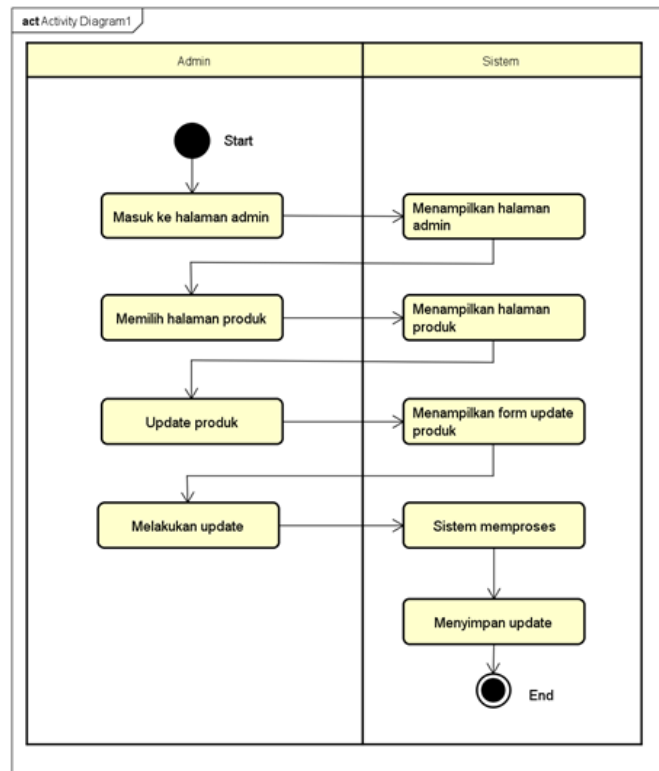 act Activity Diagram1
Admin
Sistem
Start
Masuk ke halaman admin
Menampilkan halaman
admin
Memilih halaman produk
Menampilkan halaman
produk
Update produk
Menampilkan form update
produk
Melakukan update
Sistem memproses
Menyimpan update
End